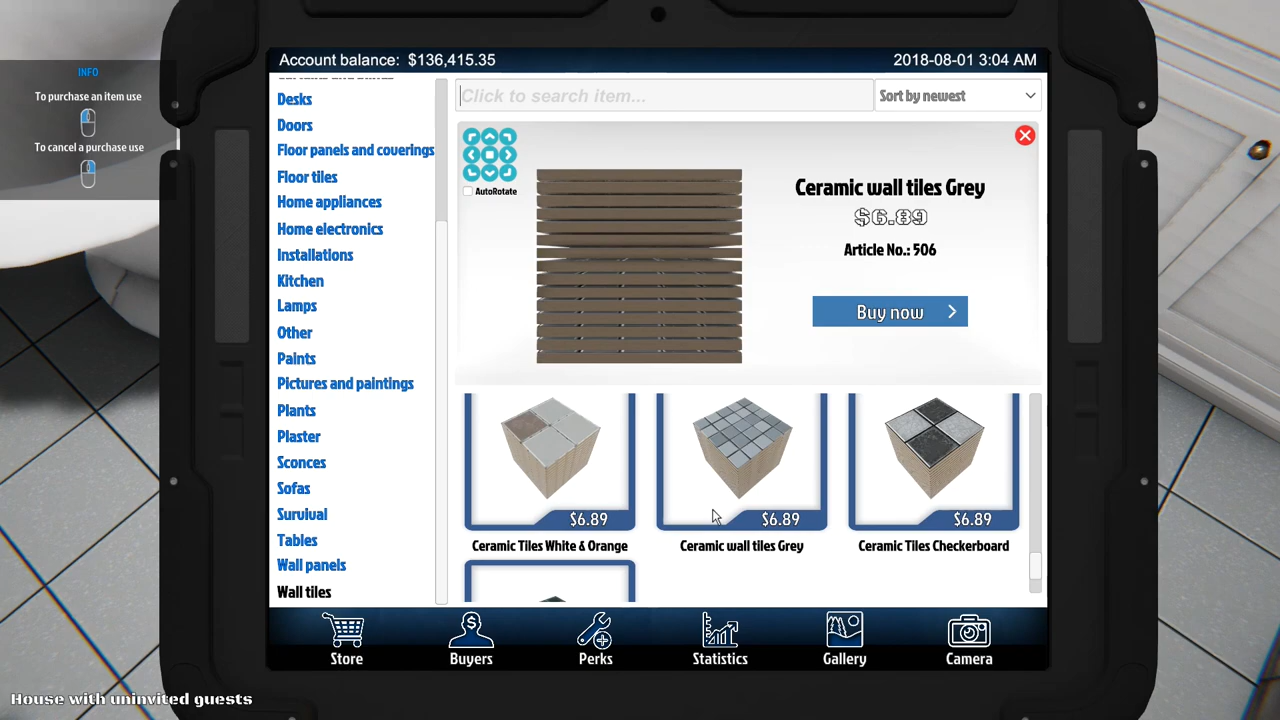 Account balance: $136,415.35
2018-08-01 3:04 AM
INFO
To purchase an item use
To cancel a purchase use
Desks
Doors
Floor panels and coverings
Floor tiles
Home appliances
Home electronics
Installations
Kitchen
Lamps
Other
Paints
Pictures and paintings
Plants
Plaster
Sconces
Sofas
Survival
Tables
Wall panels
Wall tiles
Click to search item...
Sort by newest
AutoRotate
Ceramic wall tiles Grey
$6.89
Article No.: 506
Buy now
$6.89
$6.89
$6.89
Ceramic Tiles White & Orange
Ceramic wall tiles Grey
Ceramic Tiles Checkerboard
Store
Buyers
Perks
Statistics
Gallery
Camera
House with uninvited guests